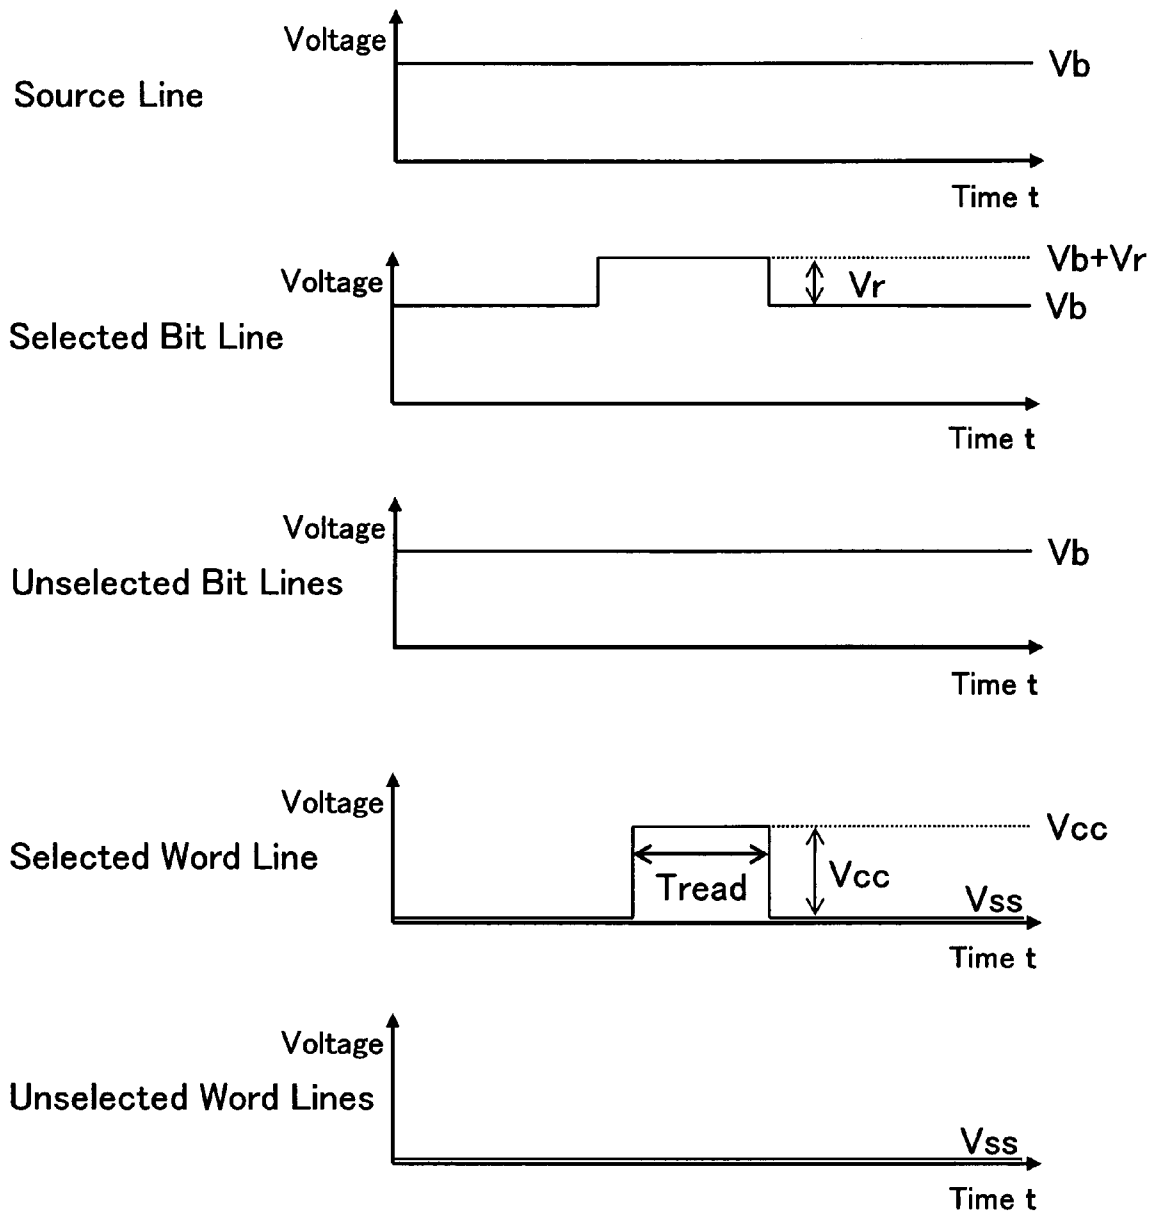 Voltage
Vb
Source Line
Time t
Vb+Vr
Voltage
Vr
Vb
Selected Bit Line
Time t
Voltage
Vb
Unselected Bit Lines
Time t
Voltage
Vcc
Selected Word Line
Vcc
Tread
Vss
Time t
Voltage
Unselected Word Lines
Vss
Time t